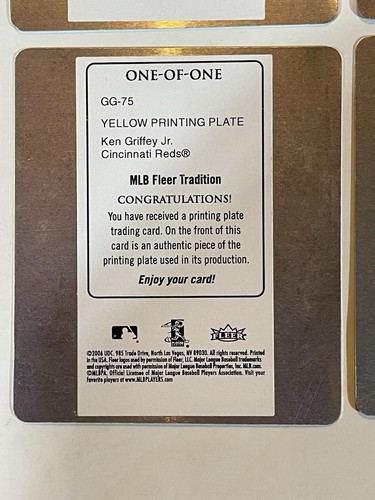 ONE-OF-ONE
GG-75
YELLOW PRINTING PLATE
Ken Griffey Jr.
Cincinnati Reds®
MLB Fleer Tradition
CONGRATULATIONS!
You have received a printing plate
trading card. On the front of this
card is an authentic piece of the
printing plate used in its production.
Enjoy your card!
FLEER
©2006 UDC. 985 Trade Drive, North Las Vegas, NV 89030. All rights reserved. Printed
in the USA. Fleer logos used by permission of Fleer, LLC. Major League Baseball trademarks
and copyrights are used with permission of Major League Baseball Properties, Inc. MLB.com.
©MLBPA, Official Licensee of Major League Baseball Players Association. Visit your
favorite players at www.MLBPLAYERS.com